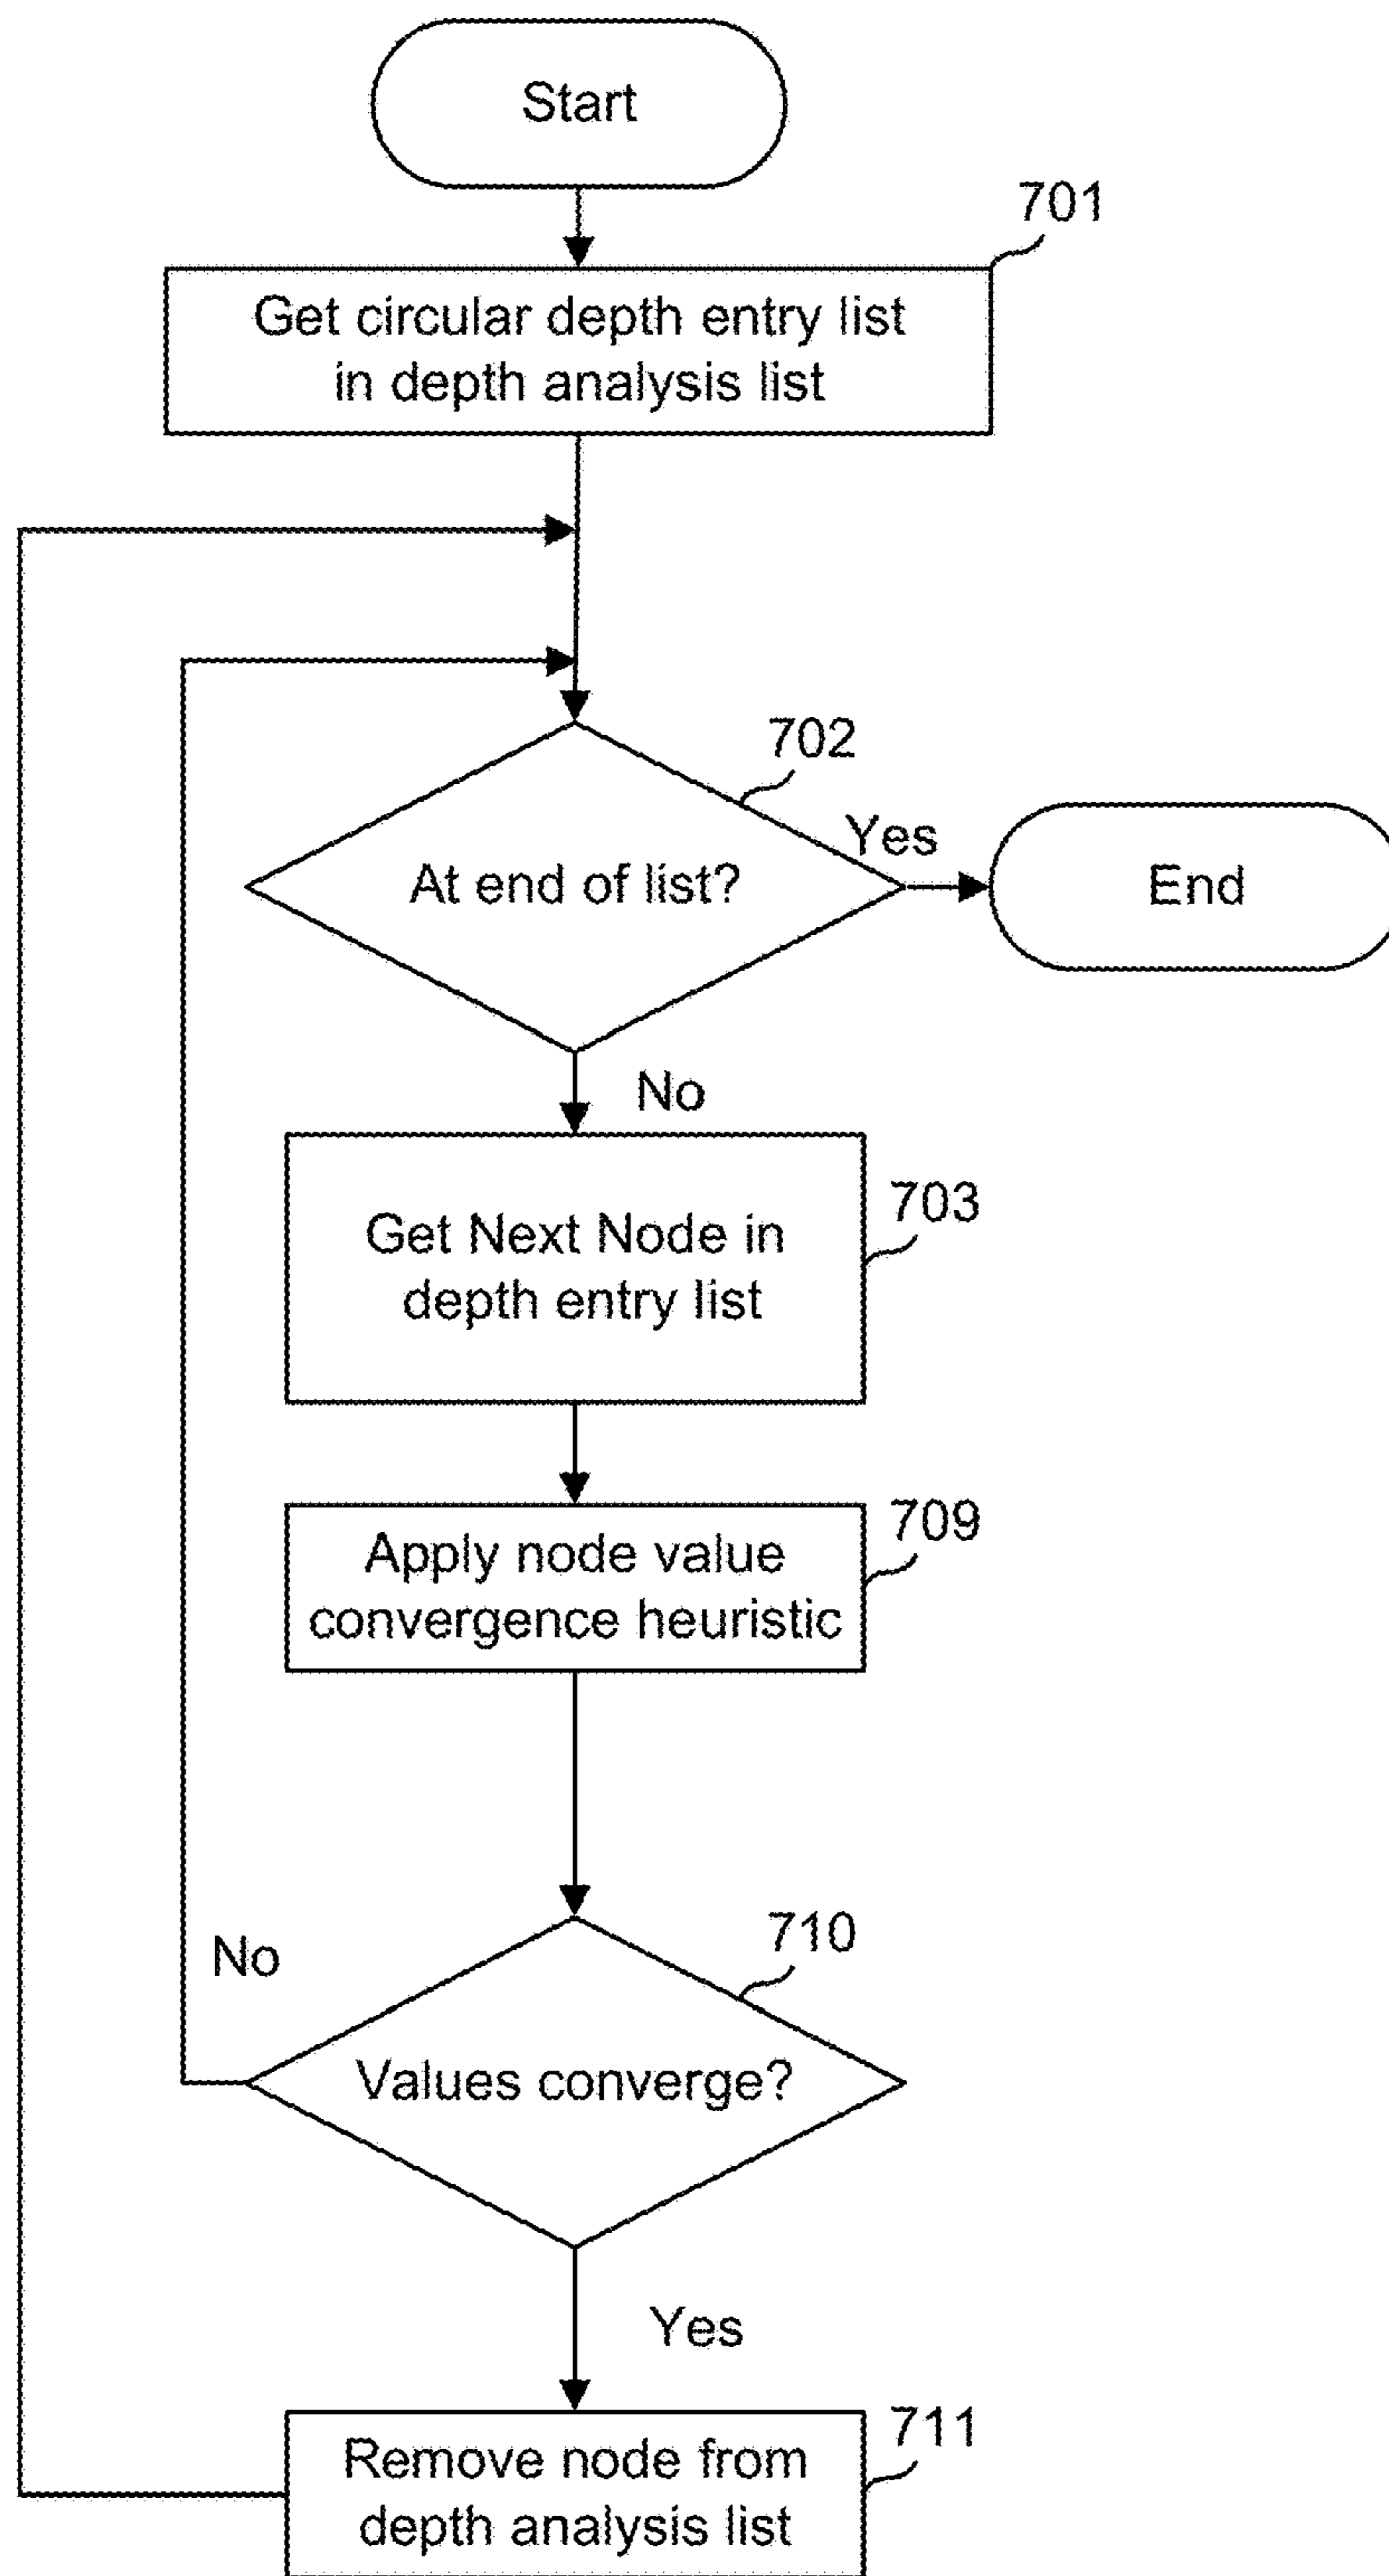 Start
701
Get circular depth entry list
in depth analysis list
702
Yes
At end of list?
End
No
Get Next Node in
depth entry list
703
709
Apply node value
convergence heuristic
710
No
Values converge?
Yes
711
Remove node from
depth analysis list